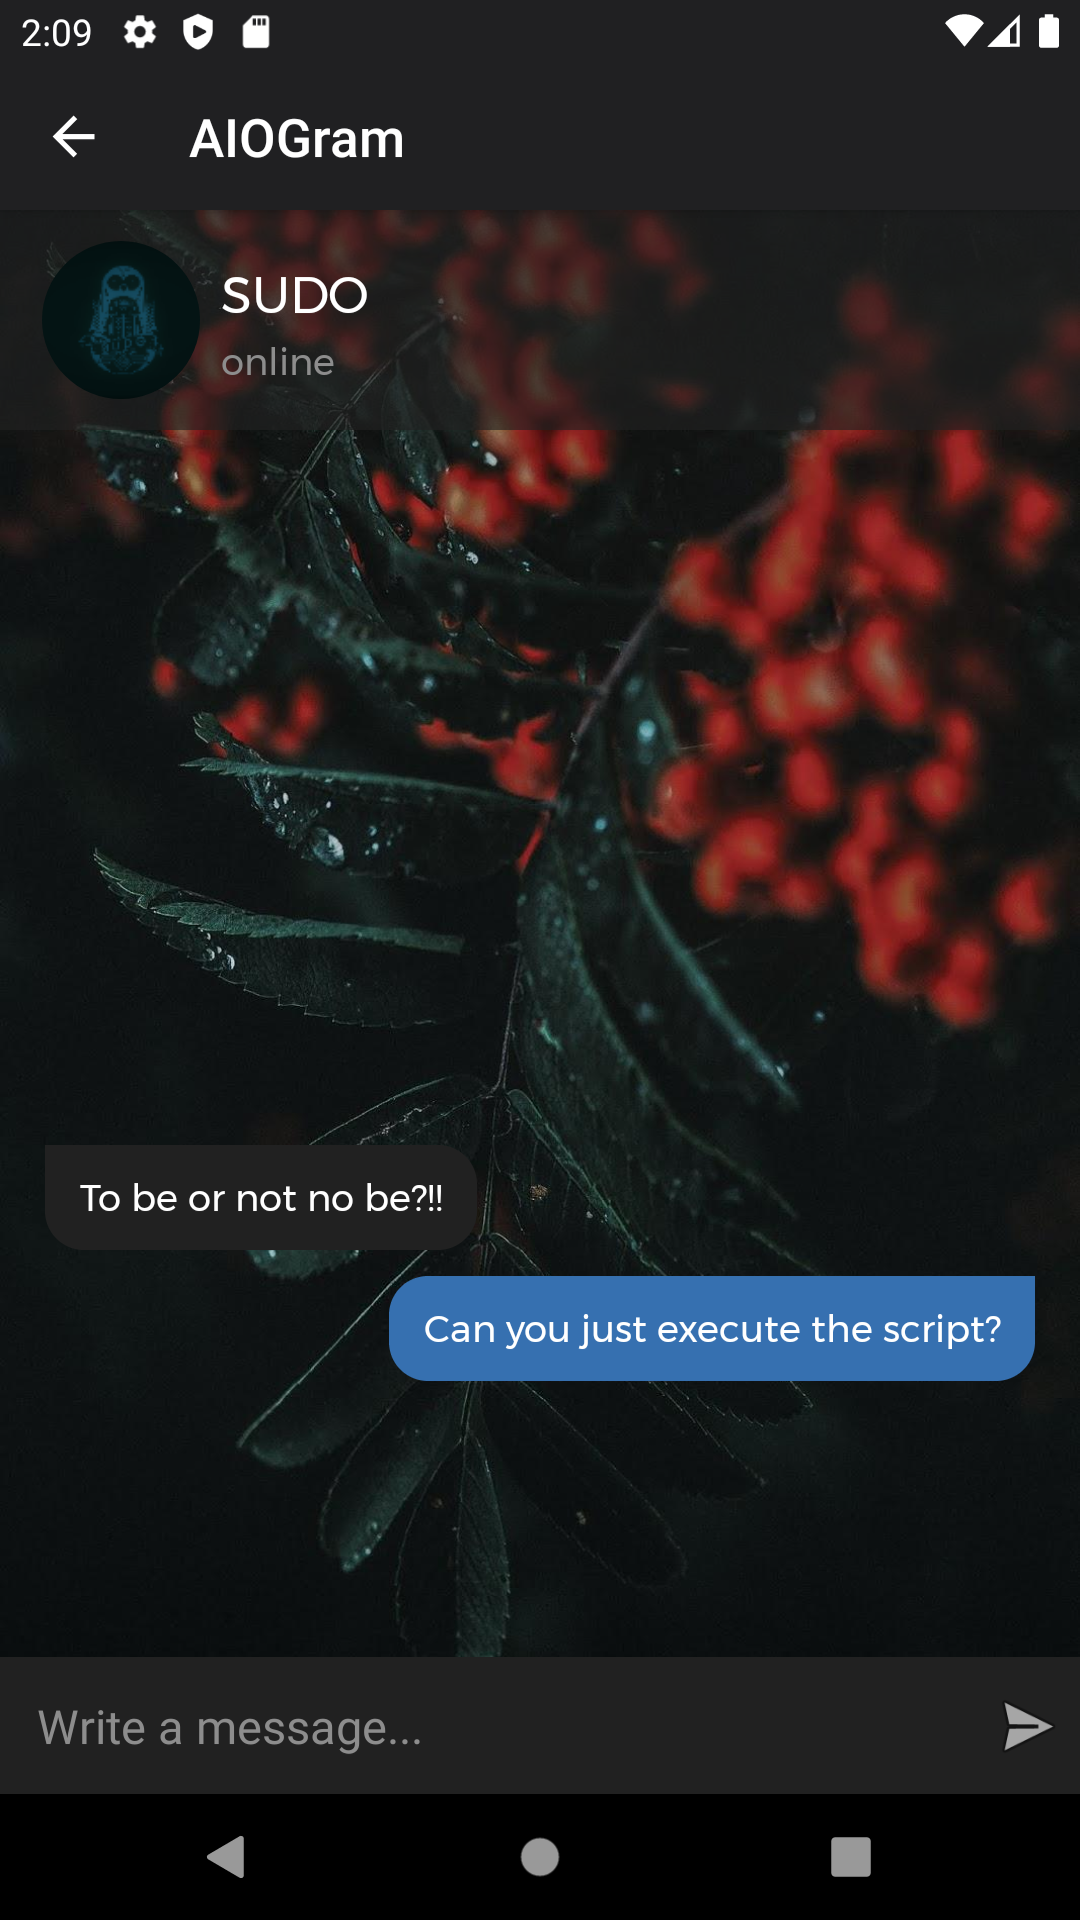 2:09
AIOGram
SUDO
online
To be or not no be?!!
Can you just execute the script?
Write a message...